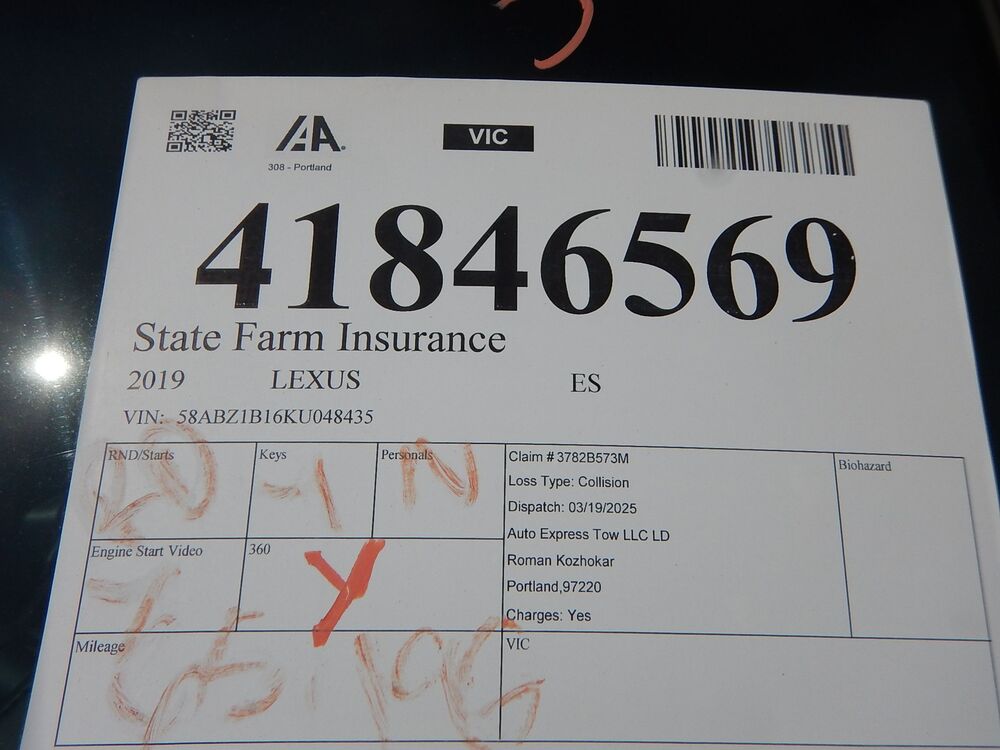 IAA
VIC
308 - Portland
41846569
State Farm Insurance
2019 LEXUS ES
VIN: 58ABZ1B16KU048435
RND/Starts
Keys
-1
Personals
N
Engine Start Video
360
Y
Mileage
Claim # 3782B573M
Loss Type: Collision
Dispatch: 03/19/2025
Auto Express Tow LLC LD
Roman Kozhokar
Portland,97220
Charges: Yes
Biohazard
VIC